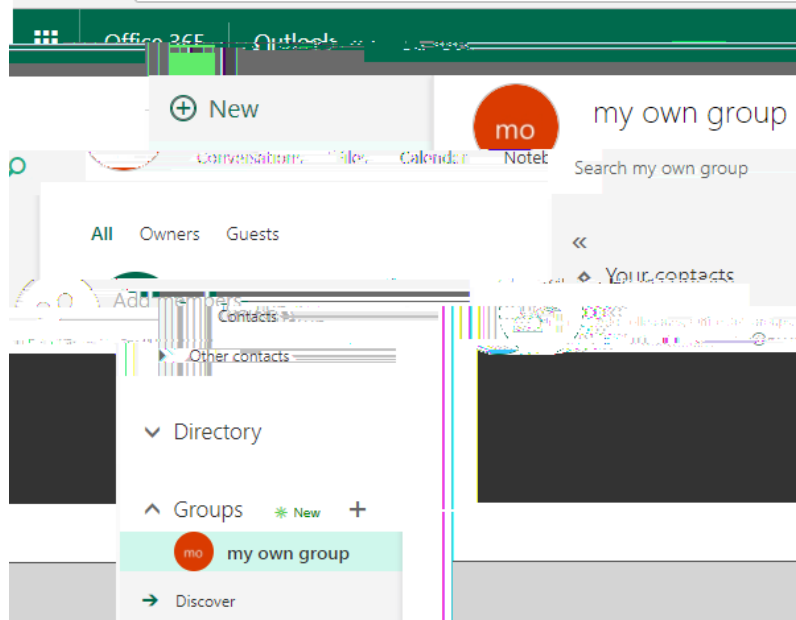 Office 365 Outlook
New
mo my own group
Conversations Files Calendar Noteb
Search my own group
All Owners Guests
Your contacts
Add members
Contacts
Other contacts
Directory
Groups New
mo my own group
Discover